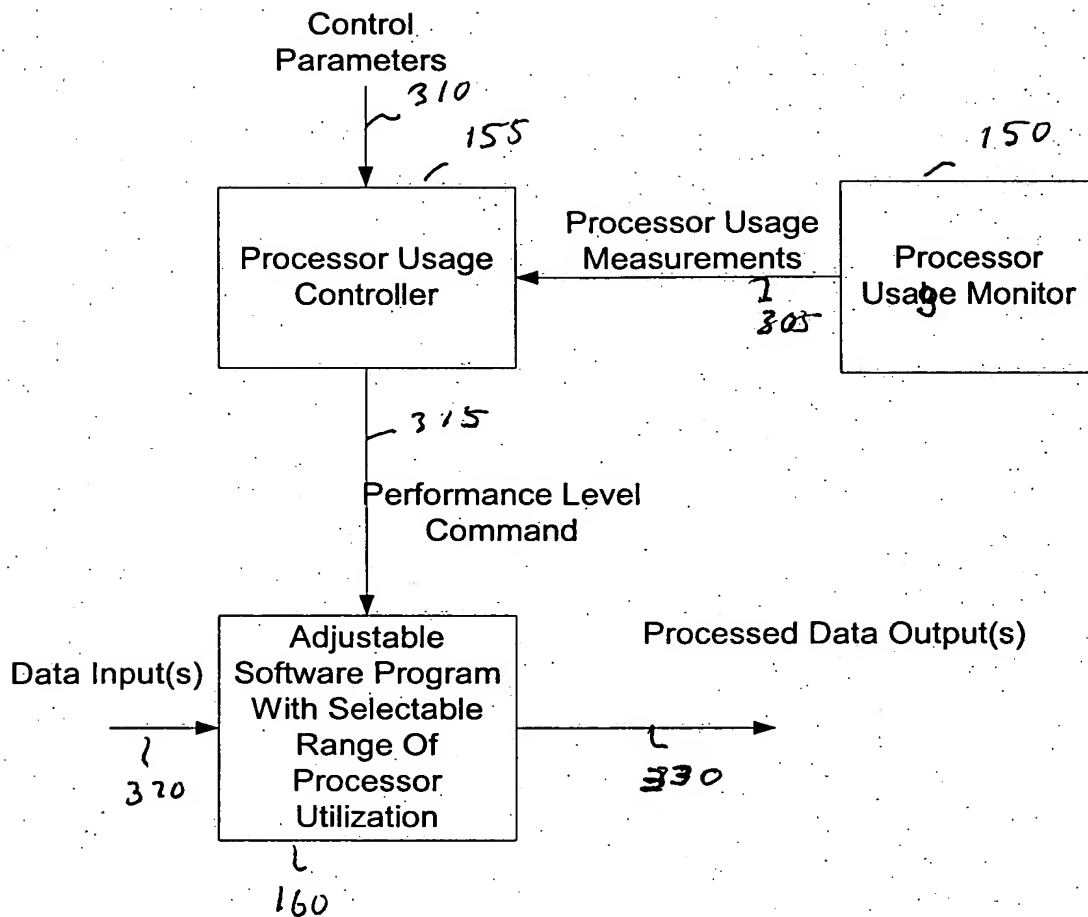 Control
Parameters
310
155
150
Processor Usage
Controller
Processor Usage
Measurements
305
Processor
Usage Monitor
315
Performance Level
Command
Data Input(s)
320
Adjustable
Software Program
With Selectable
Range Of
Processor
Utilization
Processed Data Output(s)
330
160